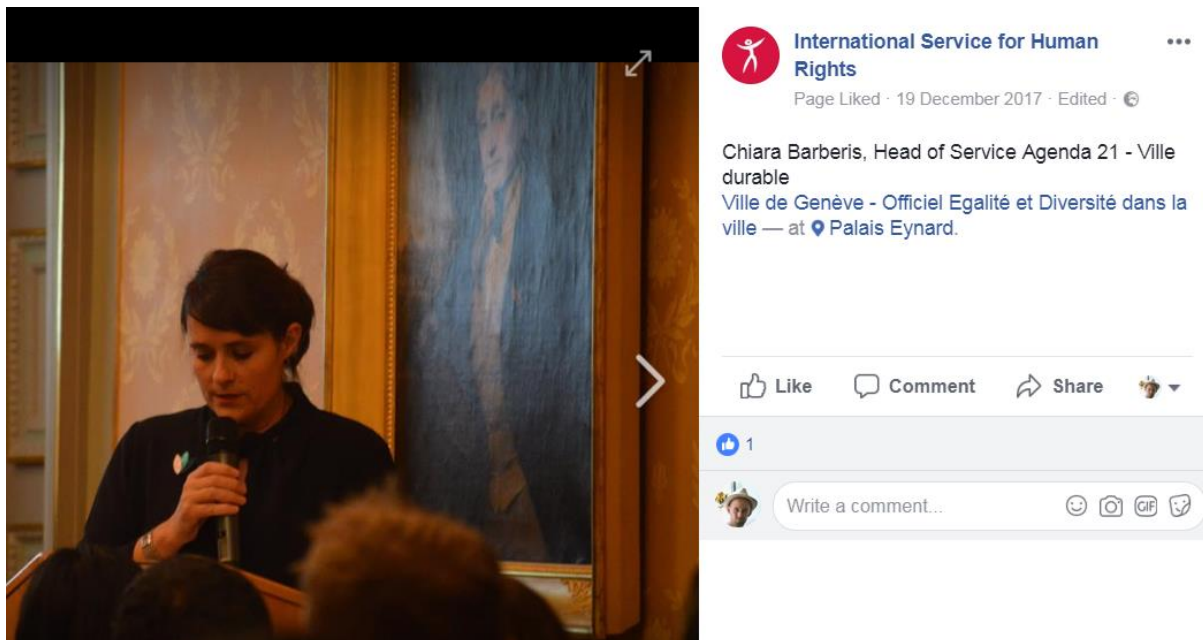 International Service for Human
Rights
Page Liked · 19 December 2017 · Edited ·
Chiara Barberis, Head of Service Agenda 21 - Ville
durable
Ville de Genève - Officiel Egalité et Diversité dans la
ville — at Palais Eynard.
Like Comment Share
1
Write a comment... GIF